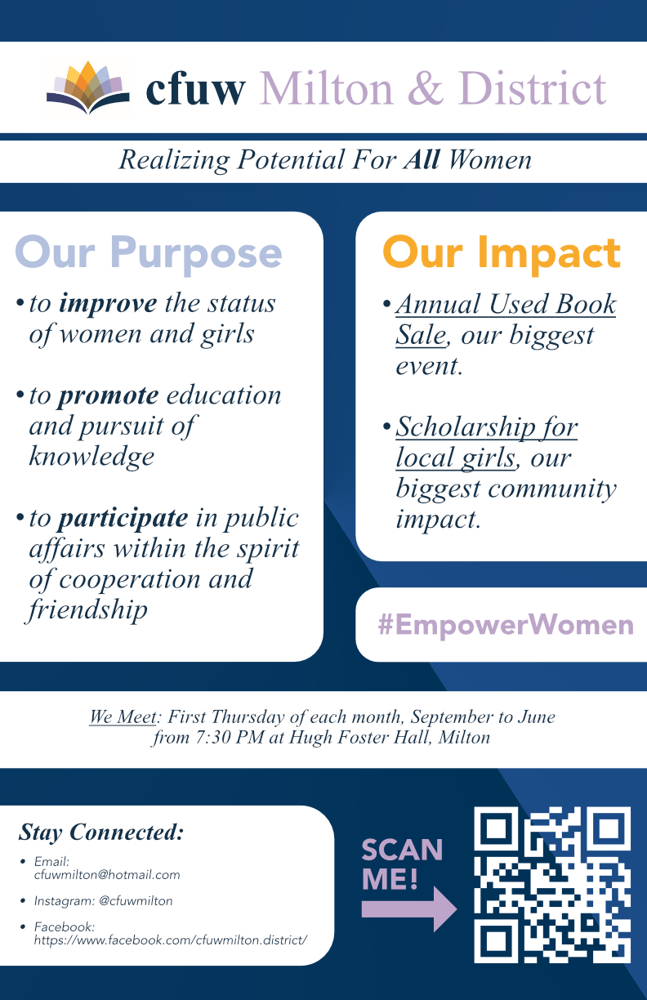 cfuw Milton & District
Realizing Potential For All Women
Our Purpose
• to improve the status
of women and girls
• to promote education
and pursuit of
knowledge
• to participate in public
affairs within the spirit
of cooperation and
friendship
Our Impact
• Annual Used Book
Sale, our biggest
event.
• Scholarship for
local girls, our
biggest community
impact.
#EmpowerWomen
We Meet: First Thursday of each month, September to June
from 7:30 PM at Hugh Foster Hall, Milton
Stay Connected:
• Email:
cfuwmilton@hotmail.com
• Instagram: @cfuwmilton
• Facebook:
https://www.facebook.com/cfuwmilton.district/
SCAN
ME!